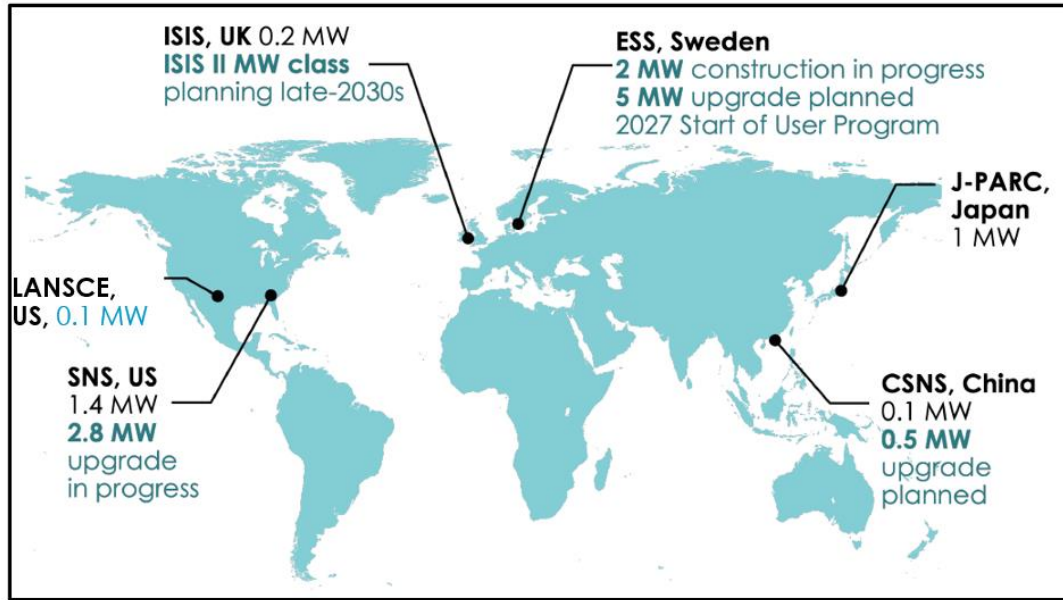 ISIS, UK 0.2 MW
ISIS II MW class
planning late-2030s
ESS, Sweden
2 MW construction in progress
5 MW upgrade planned
2027 Start of User Program
J-PARC,
Japan
1 MW
LANSCE,
US, 0.1 MW
SNS, US
1.4 MW
2.8 MW
upgrade
in progress
CSNS, China
0.1 MW
0.5 MW
upgrade
planned